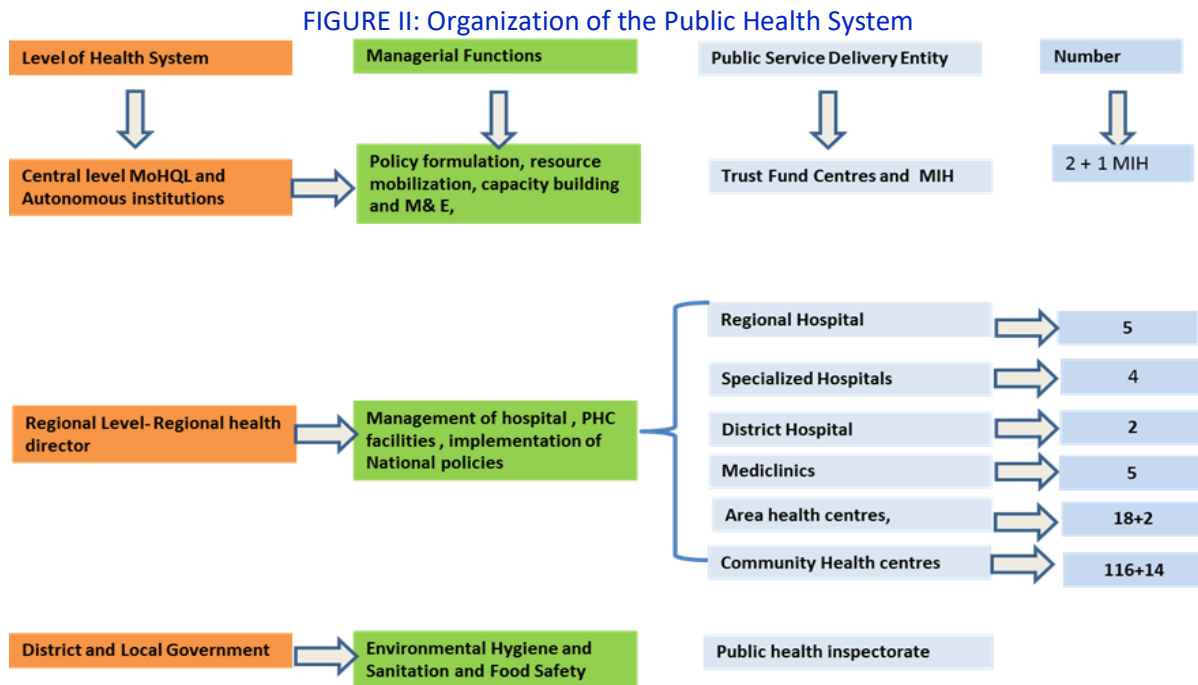 FIGURE II: Organization of the Public Health System
Level of Health System
Managerial Functions
Public Service Delivery Entity
Number
Central level MoHQL and
Autonomous institutions
Policy formulation, resource
mobilization, capacity building
and M& E,
Trust Fund Centres and MIH
2 + 1 MIH
Regional Level- Regional health
director
Management of hospital , PHC
facilities , implementation of
National policies
Regional Hospital
5
Specialized Hospitals
4
District Hospital
2
Mediclinics
5
Area health centres,
18+2
Community Health centres
116+14
District and Local Government
Environmental Hygiene and
Sanitation and Food Safety
Public health inspectorate